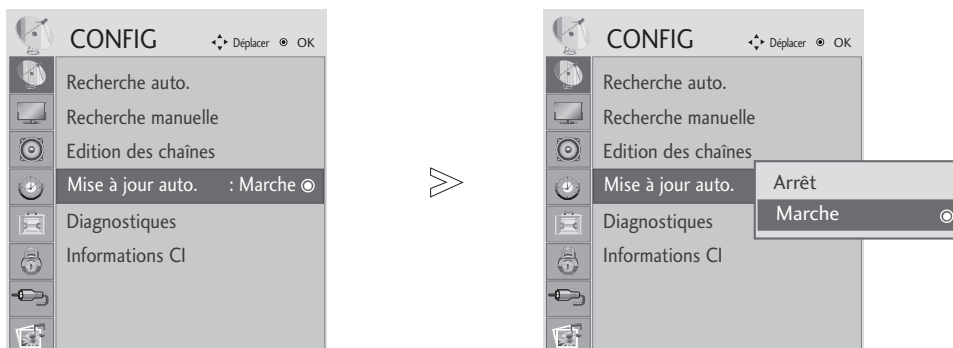 CONFIG Déplacer OK
Recherche auto.
Recherche manuelle
Edition des chaînes
Mise à jour auto. : Marche
Diagnostiques
Informations CI
CONFIG Déplacer OK
Recherche auto.
Recherche manuelle
Edition des chaînes
Mise à jour auto.
Arrêt
Marche
Diagnostiques
Informations CI